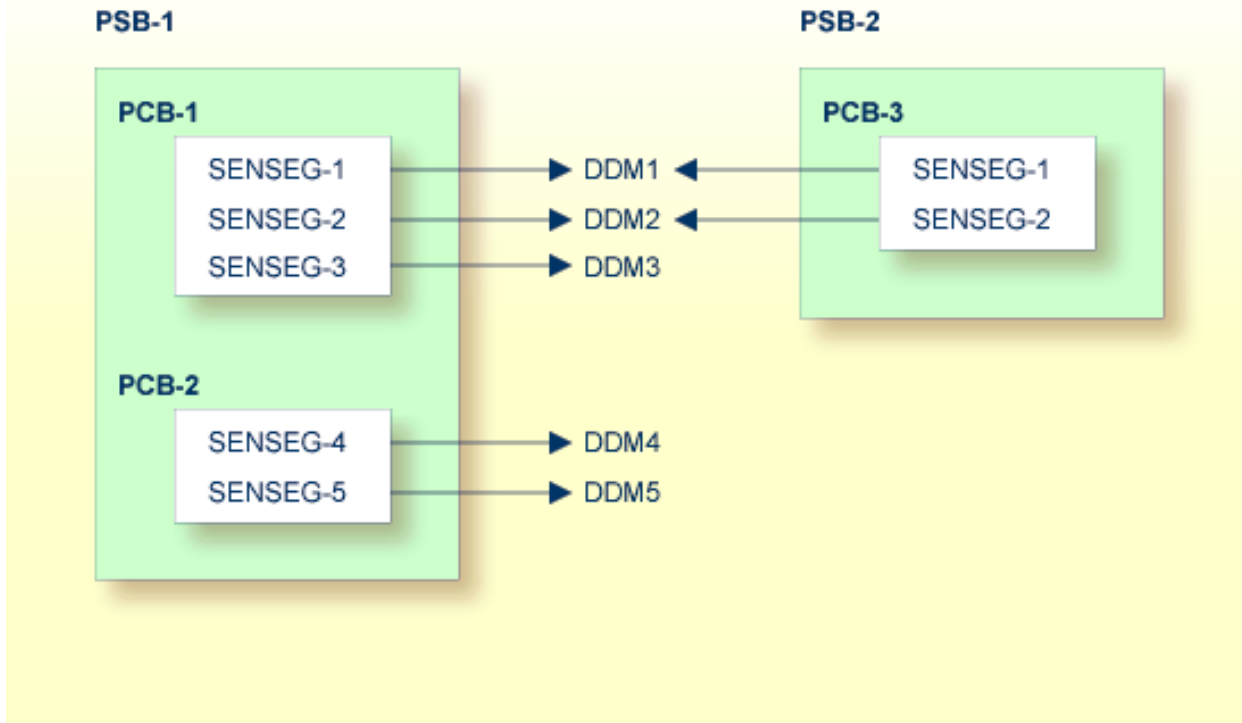 PSB-1
PSB-2
PCB-1
SENSEG-1
SENSEG-2
SENSEG-3
DDM1
DDM2
DDM3
PCB-3
SENSEG-1
SENSEG-2
PCB-2
SENSEG-4
SENSEG-5
DDM4
DDM5